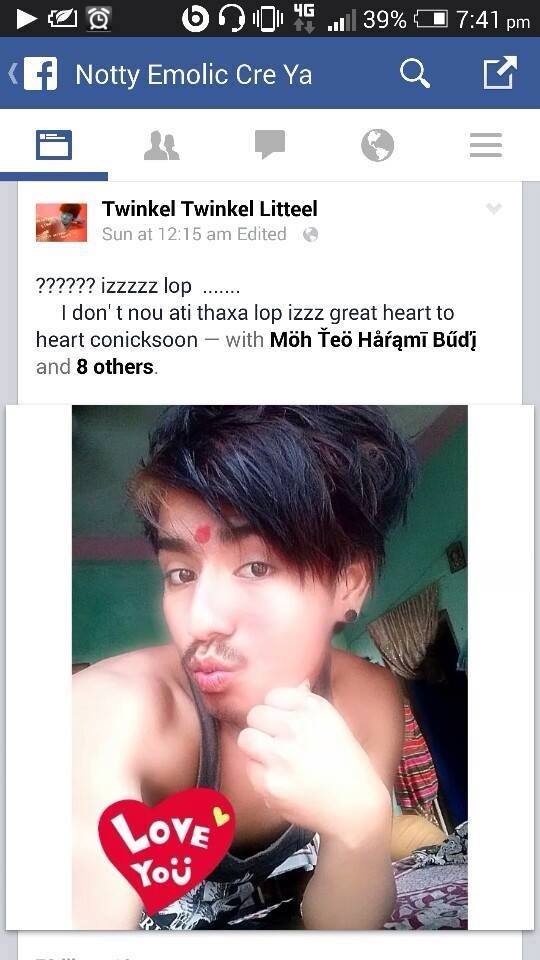 4G 39% 7:41 pm
Notty Emolic Cre Ya
Twinkel Twinkel Litteel
Sun at 12:15 am Edited
?????? izzzzz lop .......
I don' t nou ati thaxa lop izzz great heart to
heart conicksoon — with Möh Ťeö Håŕąmī Bűďį
and 8 others.
LOVE
YOÜ